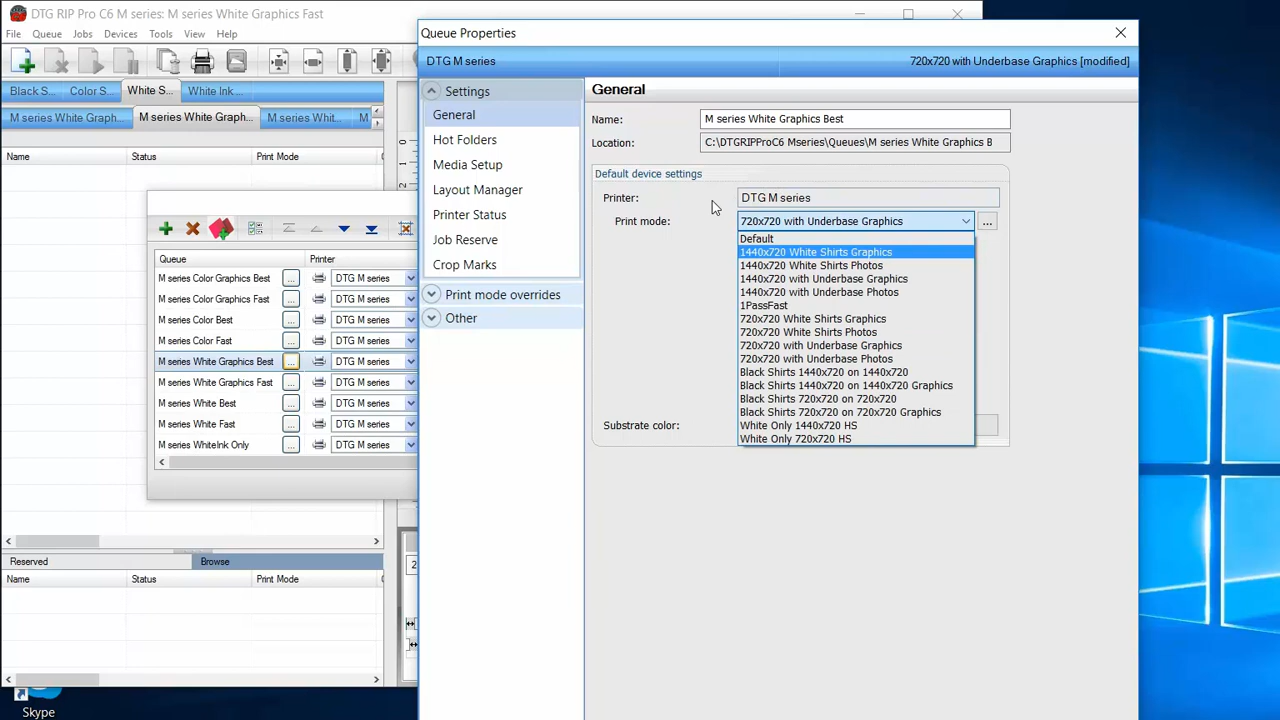 DTG RIP Pro C6 M series: M series White Graphics Fast
File Queue Jobs Devices Tools View Help
Black S... Color S... White S... White Ink ...
M series White Graph... M series White Graph... M series Whit... M
Name Status Print Mode
Queue Printer
M series Color Graphics Best ... DTG M series
M series Color Graphics Fast ... DTG M series
M series Color Best ... DTG M series
M series Color Fast ... DTG M series
M series White Graphics Best ... DTG M series
M series White Graphics Fast ... DTG M series
M series White Best ... DTG M series
M series White Fast ... DTG M series
M series WhiteInk Only ... DTG M series
Reserved Browse
Name Status Print Mode
Skype
0
1
2
2
Queue Properties
DTG M series 720x720 with Underbase Graphics [modified]
Settings
General
Hot Folders
Media Setup
Layout Manager
Printer Status
Job Reserve
Crop Marks
Print mode overrides
Other
General
Name: M series White Graphics Best
Location: C:\DTGRIPProC6 Mseries\Queues\M series White Graphics B
Default device settings
Printer: DTG M series
Print mode: 720x720 with Underbase Graphics ...
Default
1440x720 White Shirts Graphics
1440x720 White Shirts Photos
1440x720 with Underbase Graphics
1440x720 with Underbase Photos
1PassFast
720x720 White Shirts Graphics
720x720 White Shirts Photos
720x720 with Underbase Graphics
720x720 with Underbase Photos
Black Shirts 1440x720 on 1440x720
Black Shirts 1440x720 on 1440x720 Graphics
Black Shirts 720x720 on 720x720
Black Shirts 720x720 on 720x720 Graphics
White Only 1440x720 HS
White Only 720x720 HS
Substrate color: